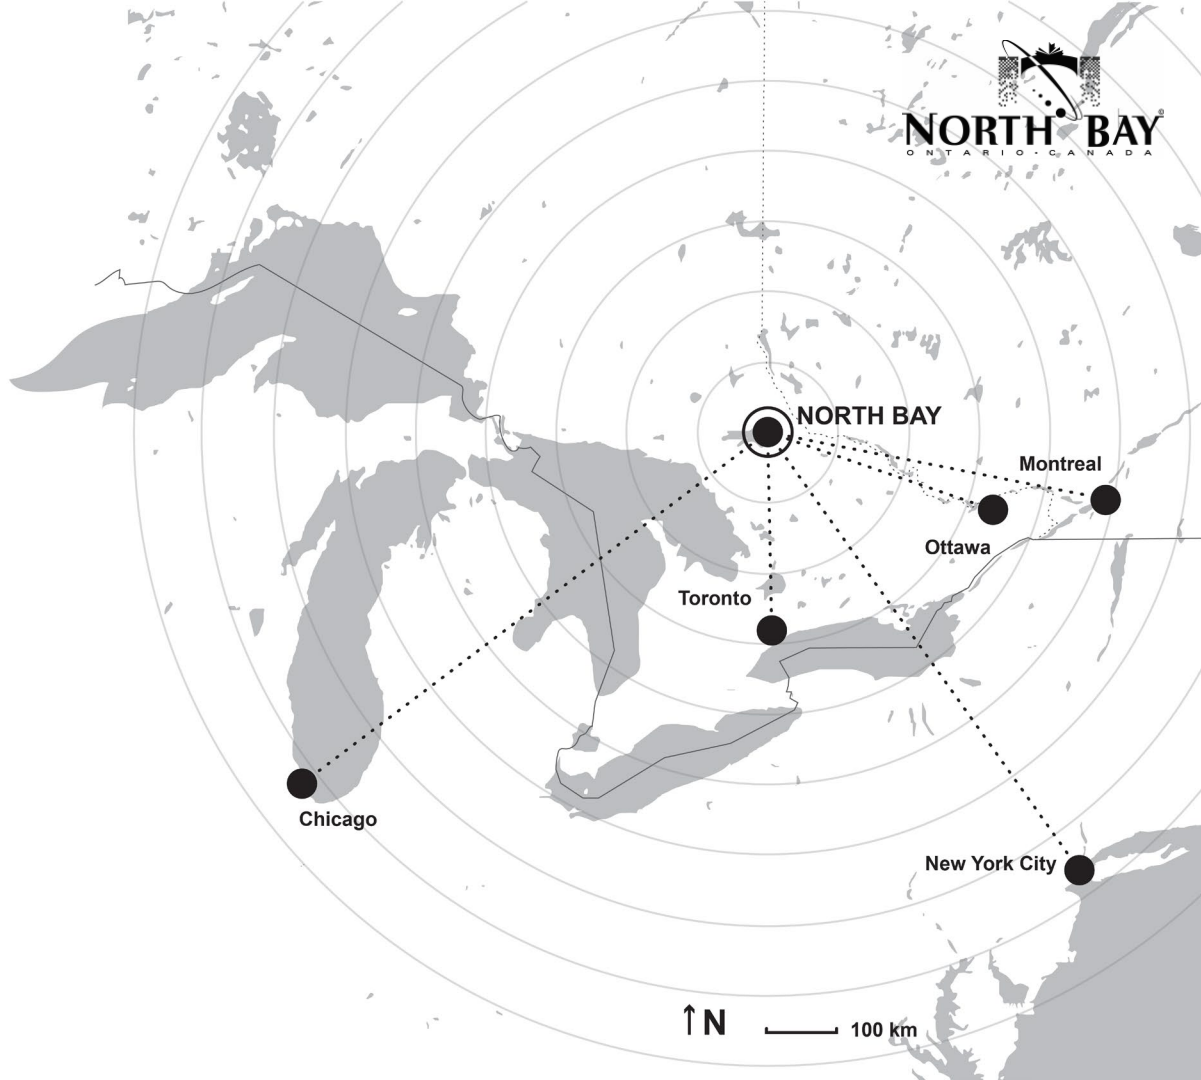 NORTH BAY
©
ONTARIO • CANADA
NORTH BAY
Montreal
Ottawa
Toronto
Chicago
New York City
↑N
100 km